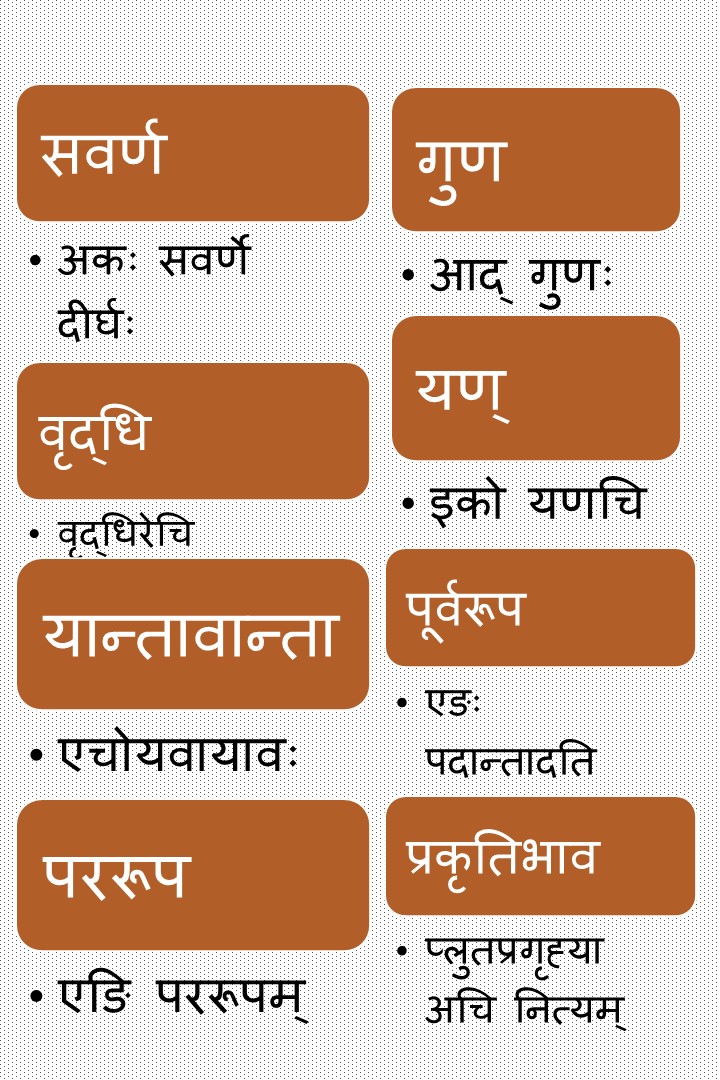 सवर्ण
अकः सवर्णे
दीर्घः
वृद्धि
वृद्धिरेचि
यान्तावान्ता
एचोयवायावः
पररूप
एङि पररूपम्
गुण
आद् गुणः
यण्
इको यणचि
पूर्वरूप
एङः
पदान्तादति
प्रकृतिभाव
प्लुतप्रगृह्या
अचि नित्यम्